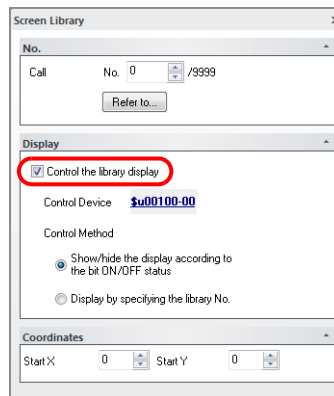 Screen Library
No.
Call No. 0 /9999
Refer to...
Display
Control the library display
Control Device $u00100-00
Control Method
Show/hide the display according to
the bit ON/OFF status
Display by specifying the library No.
Coordinates
Start X 0 Start Y 0